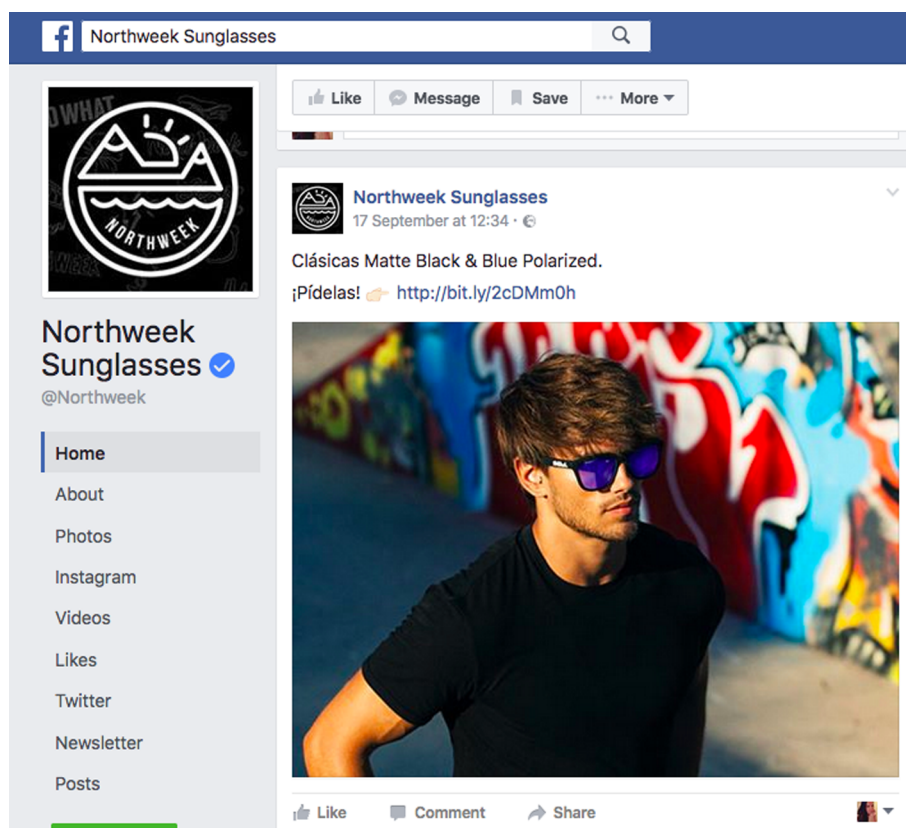 Northweek Sunglasses
O WHAT
NORTHWEEK
WEEK
Northweek
Sunglasses
@Northweek
Home
About
Photos
Instagram
Videos
Likes
Twitter
Newsletter
Posts
Like
Message
Save
More
Northweek Sunglasses
17 September at 12:34
Clásicas Matte Black & Blue Polarized.
¡Pídelas! 👉🏻 http://bit.ly/2cDMm0h
Like
Comment
Share